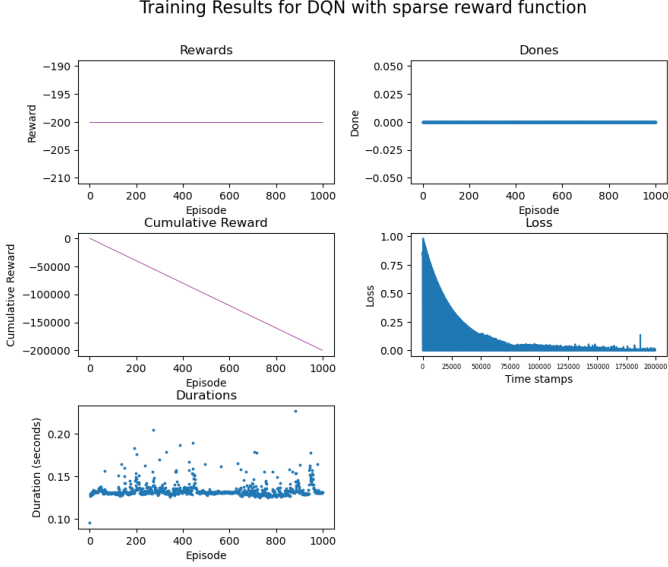 Training Results for DQN with sparse reward function
Rewards
−190
−195
−200
−205
−210
Reward
0 200 400 600 800 1000
Episode
Dones
0.050
0.025
0.000
−0.025
−0.050
Done
0 200 400 600 800 1000
Episode
Cumulative Reward
0
−50000
−100000
−150000
−200000
Cumulative Reward
0 200 400 600 800 1000
Episode
Loss
1.00
0.75
0.50
0.25
0.00
Loss
0 25000 50000 75000 100000 125000 150000 175000 200000
Time stamps
Durations
0.20
0.15
0.10
Duration (seconds)
0 200 400 600 800 1000
Episode